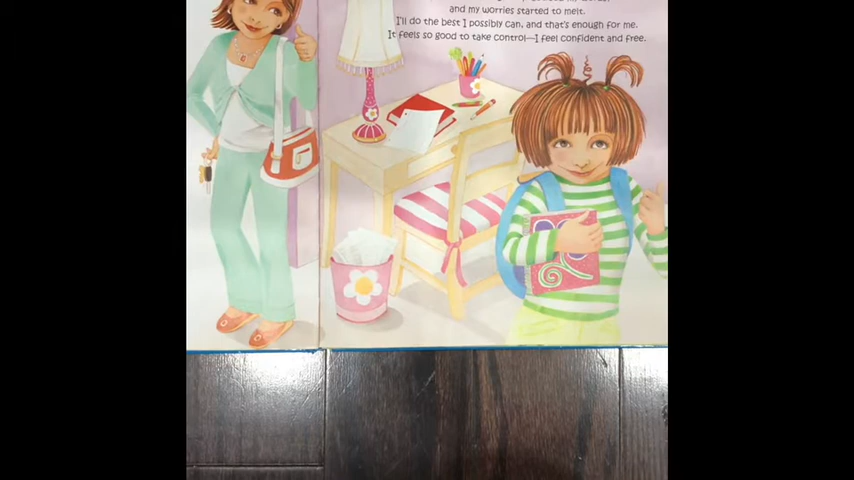 and my worries started to melt.
I'll do the best I possibly can, and that's enough for me.
It feels so good to take control—I feel confident and free.